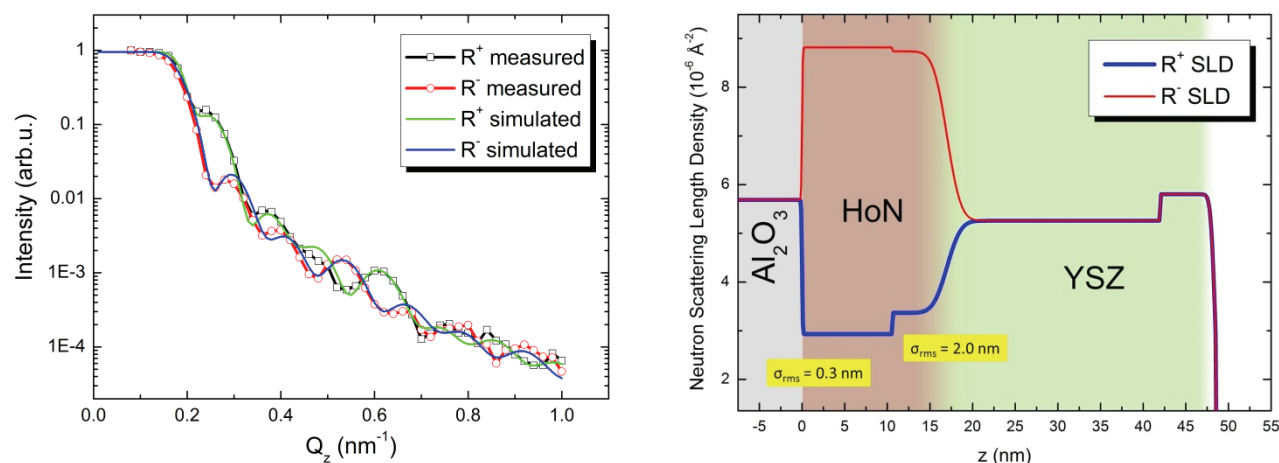 Intensity (arb.u.)
1
0.1
0.01
1E-3
1E-4
0.0 0.2 0.4 0.6 0.8 1.0
Q_z (nm⁻¹)
R⁺ measured
R⁻ measured
R⁺ simulated
R⁻ simulated
Neutron Scattering Length Density (10⁻⁶ Å⁻²)
8
6
4
2
-5 0 5 10 15 20 25 30 35 40 45 50 55
z (nm)
R⁺ SLD
R⁻ SLD
Al₂O₃
HoN
YSZ
σrms = 2.0 nm
σrms = 0.3 nm